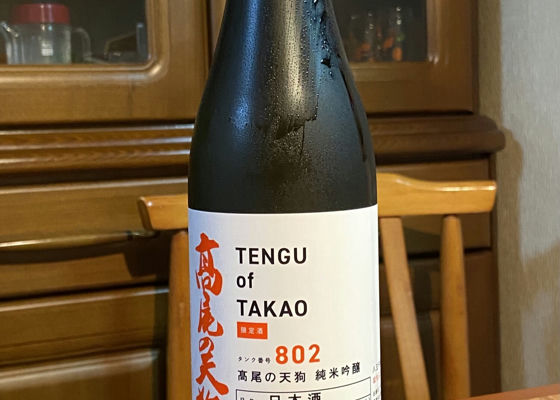 髙尾の天狗
TENGU
of
TAKAO
限定酒
タンク番号 802
髙尾の天狗 純米吟醸
日本酒